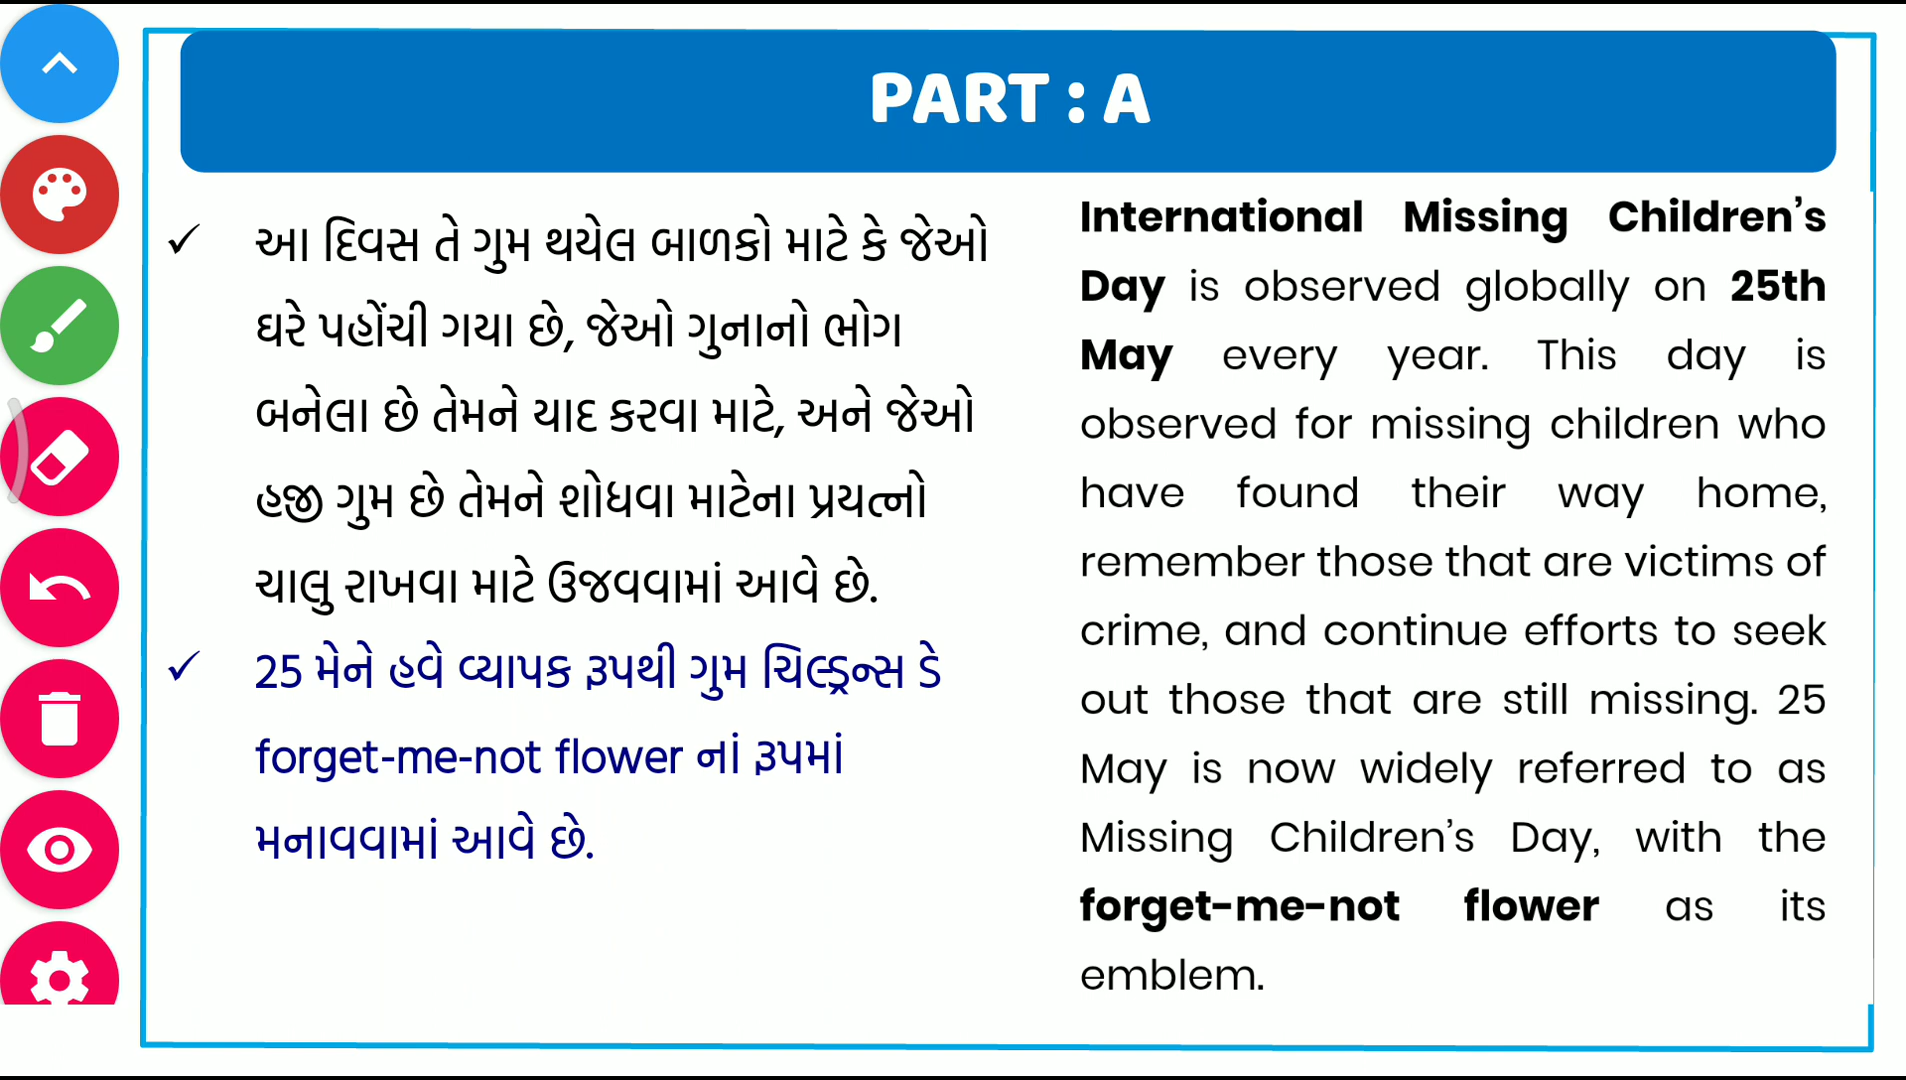 PART : A
✓ આ દિવસ તે ગુમ થયેલ બાળકો માટે કે જેઓ
ઘરે પહોંચી ગયા છે, જેઓ ગુનાનો ભોગ
બનેલા છે તેમને યાદ કરવા માટે, અને જેઓ
હજી ગુમ છે તેમને શોધવા માટેના પ્રયત્નો
ચાલુ રાખવા માટે ઉજવવામાં આવે છે.
✓ 25 મેને હવે વ્યાપક રૂપથી ગુમ ચિલ્ડ્રન્સ ડે
forget-me-not flower નાં રૂપમાં
મનાવવામાં આવે છે.
International Missing Children’s
Day is observed globally on 25th
May every year. This day is
observed for missing children who
have found their way home,
remember those that are victims of
crime, and continue efforts to seek
out those that are still missing. 25
May is now widely referred to as
Missing Children’s Day, with the
forget-me-not flower as its
emblem.